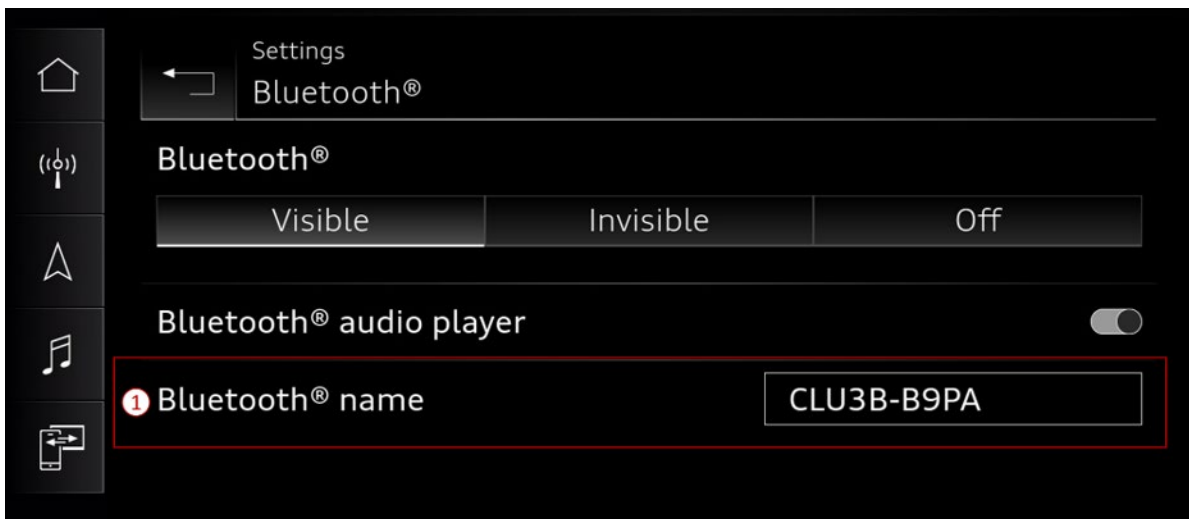 Settings
Bluetooth®
Bluetooth®
Visible Invisible Off
Bluetooth® audio player
1 Bluetooth® name CLU3B-B9PA